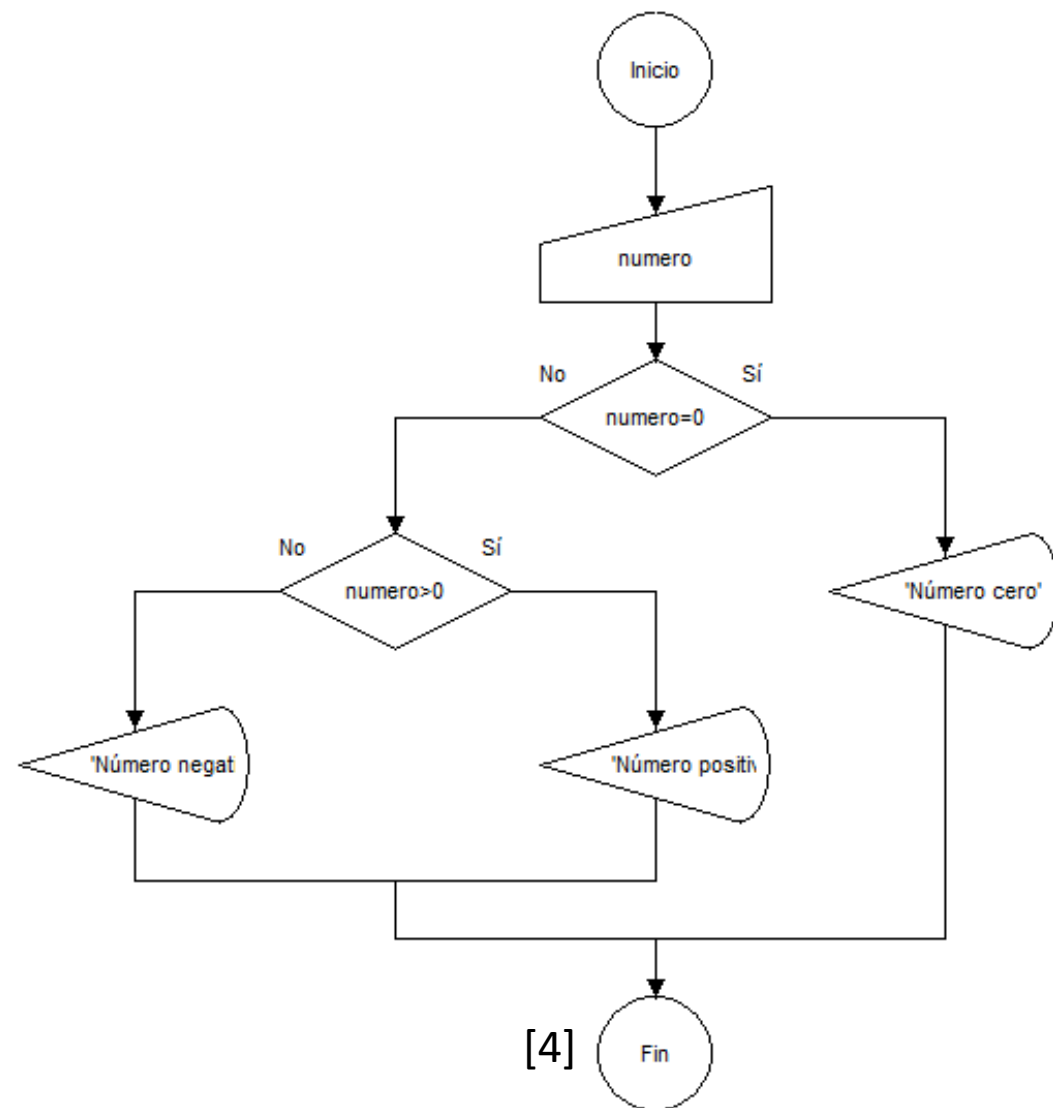 Inicio
numero
No
Sí
numero=0
No
Sí
numero>0
'Número cero'
'Número negat
'Número positiv
[4]
Fin